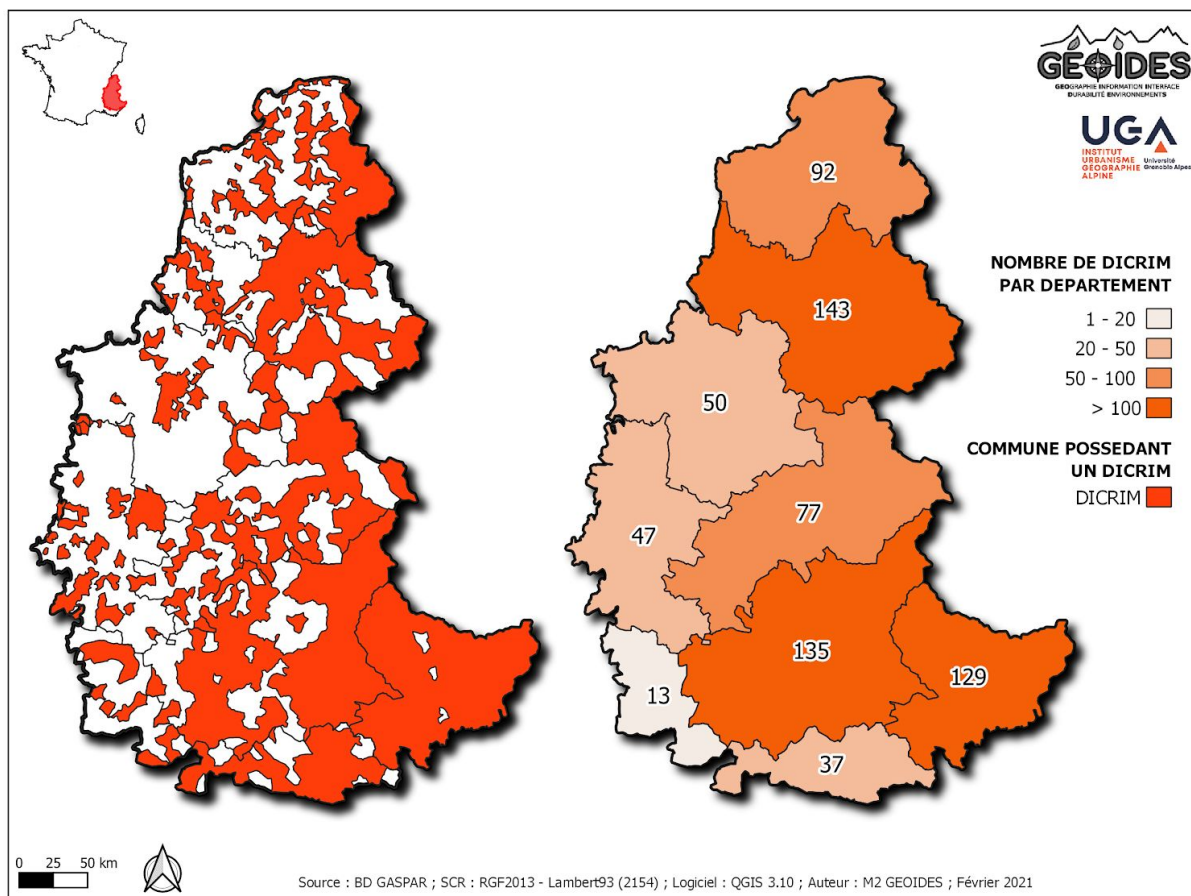 GÉOIDES
GEOGRAPHIE INFORMATION INTERFACE
DURABILITÉ ENVIRONNEMENTS
UGA
INSTITUT
URBANISME
GÉOGRAPHIE
ALPINE
Université
Grenoble Alpes
92
143
50
77
47
135
129
13
37
NOMBRE DE DICRIM
PAR DEPARTEMENT
1 - 20
20 - 50
50 - 100
> 100
COMMUNE POSSEDANT
UN DICRIM
DICRIM
0 25 50 km
Source : BD GASPAR ; SCR : RGF2013 - Lambert93 (2154) ; Logiciel : QGIS 3.10 ; Auteur : M2 GEOIDES ; Février 2021